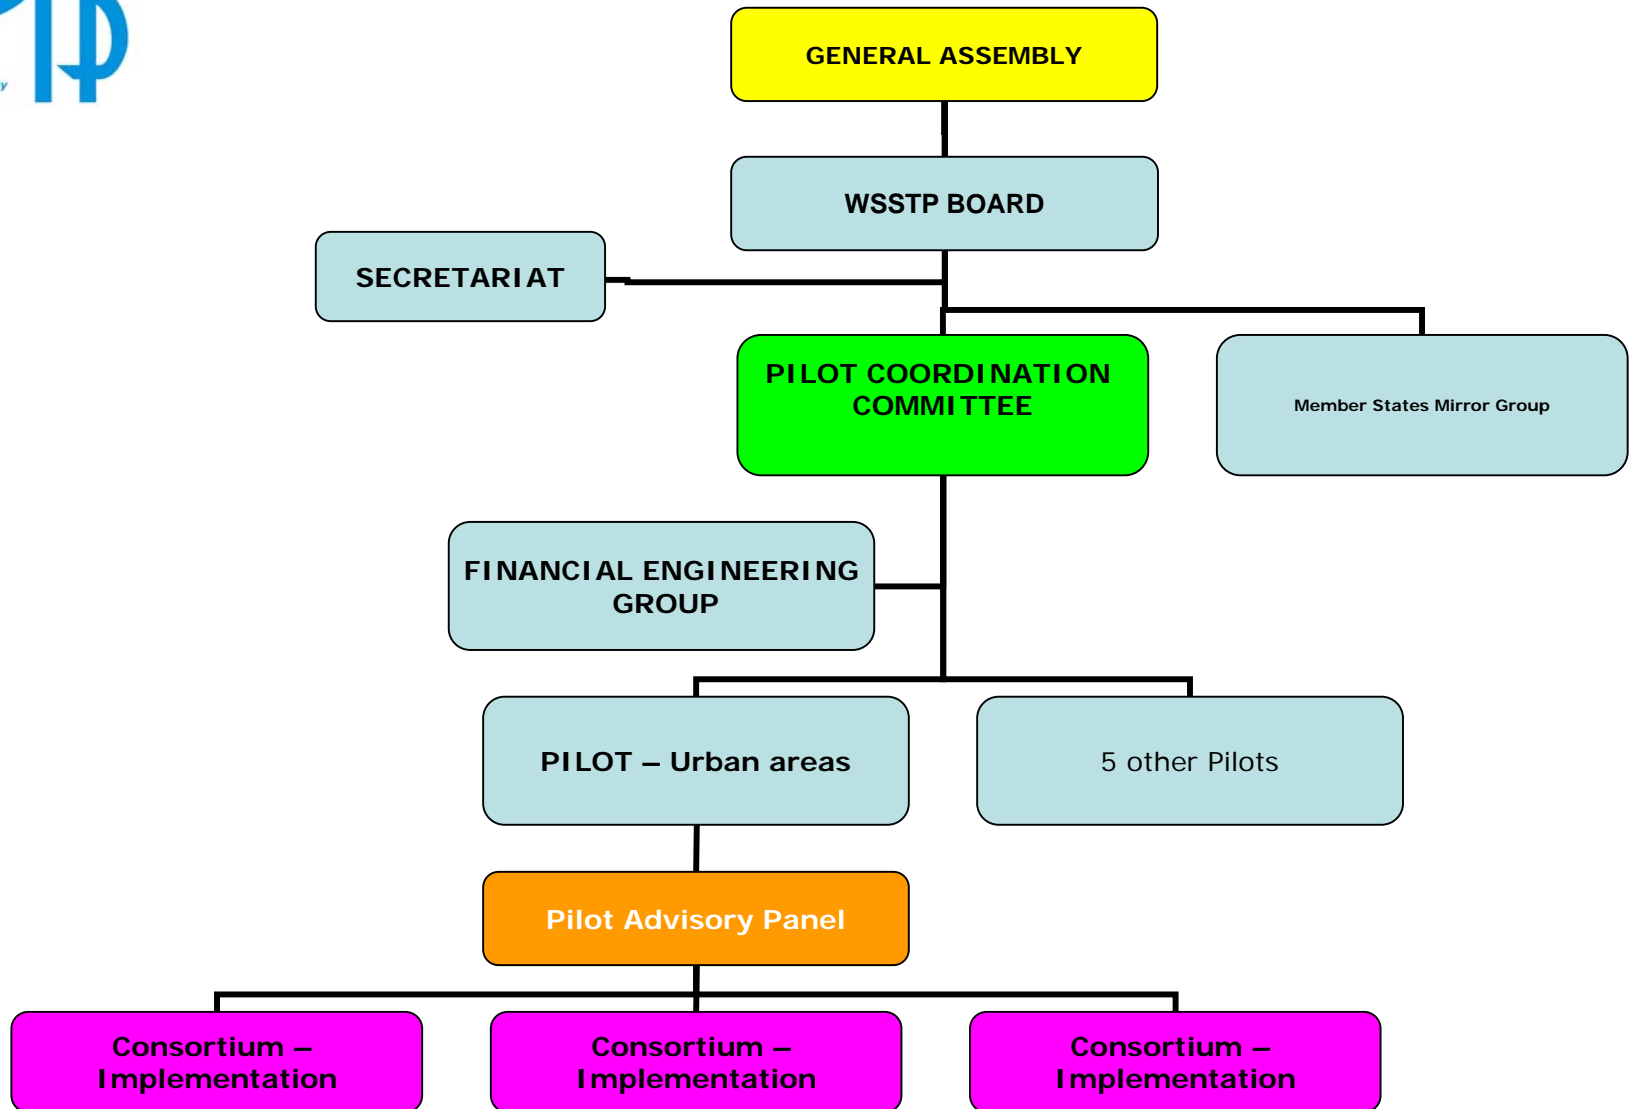 GENERAL ASSEMBLY
WSSTP BOARD
SECRETARIAT
PILOT COORDINATION
COMMITTEE
Member States Mirror Group
FINANCIAL ENGINEERING
GROUP
PILOT – Urban areas
5 other Pilots
Pilot Advisory Panel
Consortium –
Implementation
Consortium –
Implementation
Consortium –
Implementation